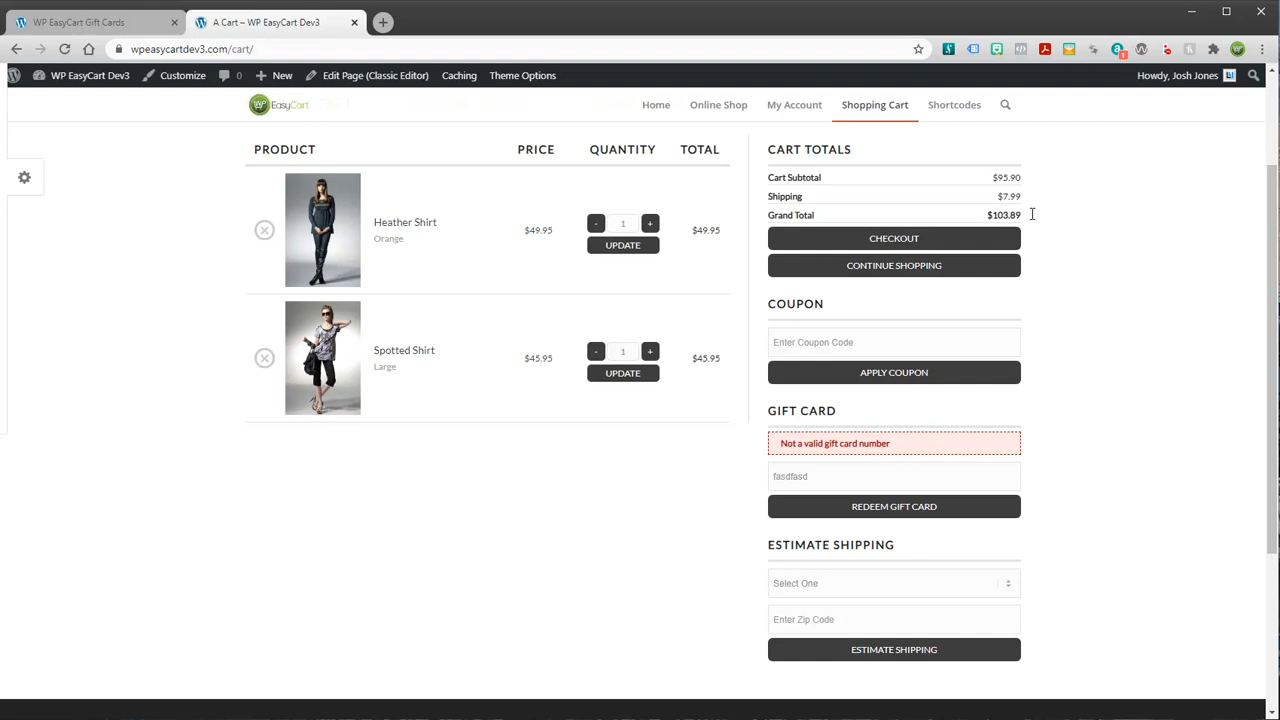 WP EasyCart Gift Cards
A Cart – WP EasyCart Dev3
wpeasycartdev3.com/cart/
1
WP EasyCart Dev3
Customize
0
New
Edit Page (Classic Editor)
Caching
Theme Options
Howdy, Josh Jones
WP EasyCart
Home
Online Shop
My Account
Shopping Cart
Shortcodes
PRODUCT PRICE QUANTITY TOTAL
Heather Shirt
Orange
$49.95
- 1 +
UPDATE
$49.95
Spotted Shirt
Large
$45.95
- 1 +
UPDATE
$45.95
CART TOTALS
Cart Subtotal $95.90
Shipping $7.99
Grand Total $103.89
CHECKOUT
CONTINUE SHOPPING
COUPON
Enter Coupon Code
APPLY COUPON
GIFT CARD
Not a valid gift card number
fasdfasd
REDEEM GIFT CARD
ESTIMATE SHIPPING
Select One
Enter Zip Code
ESTIMATE SHIPPING